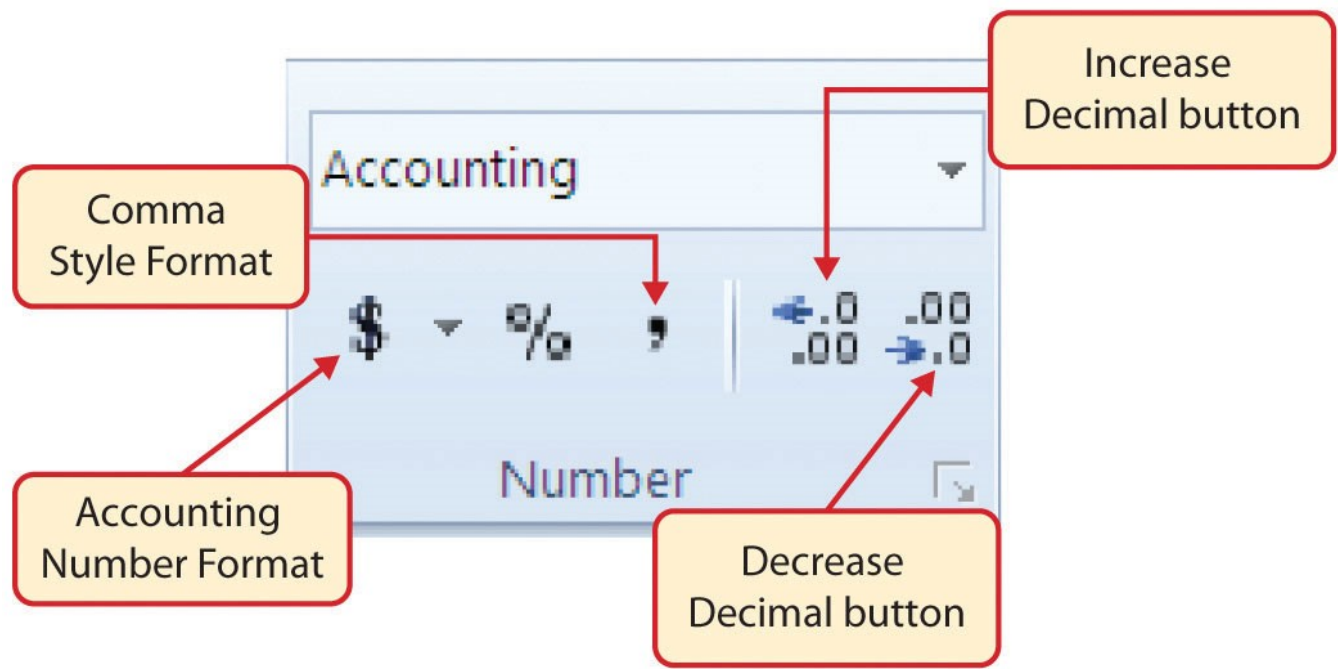 Increase
Decimal button
Accounting
Comma
Style Format
$ % , .0 .00
.00 .0
Number
Accounting
Number Format
Decrease
Decimal button